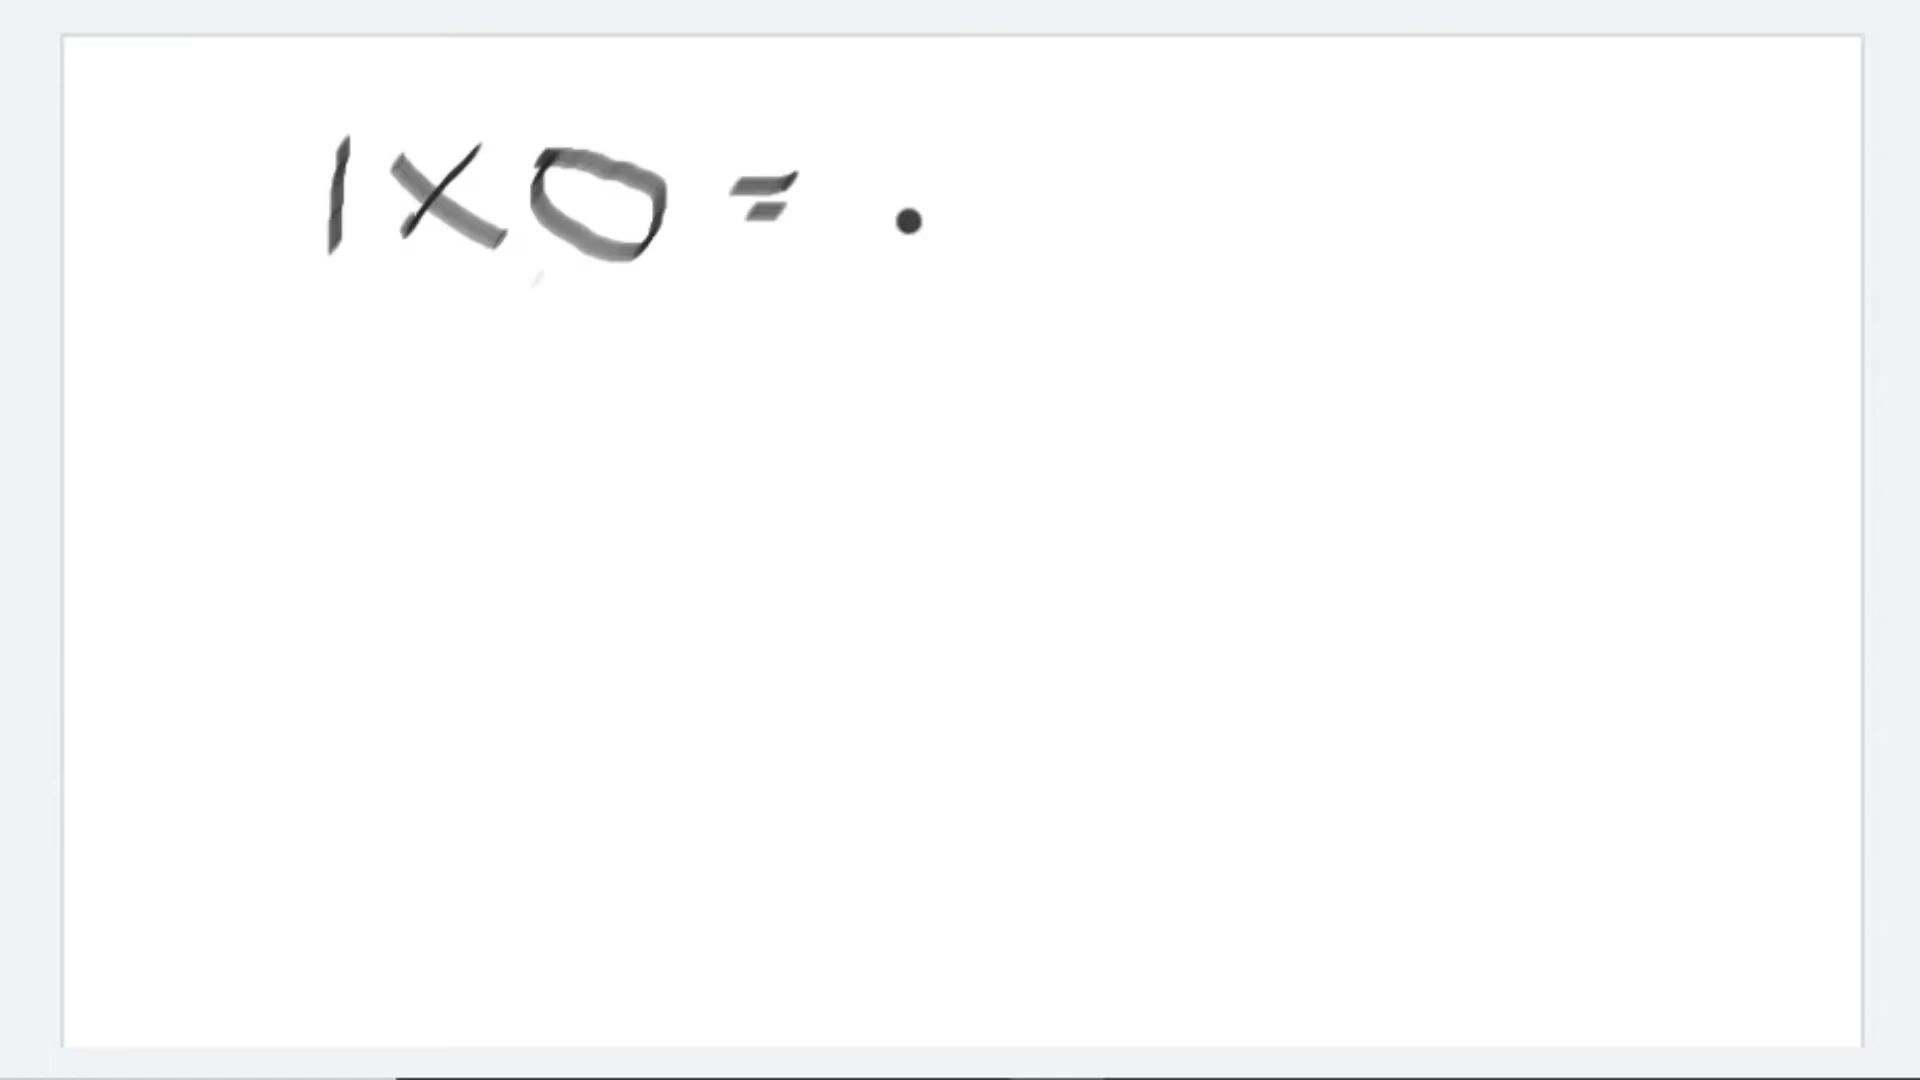 1 × 0 =